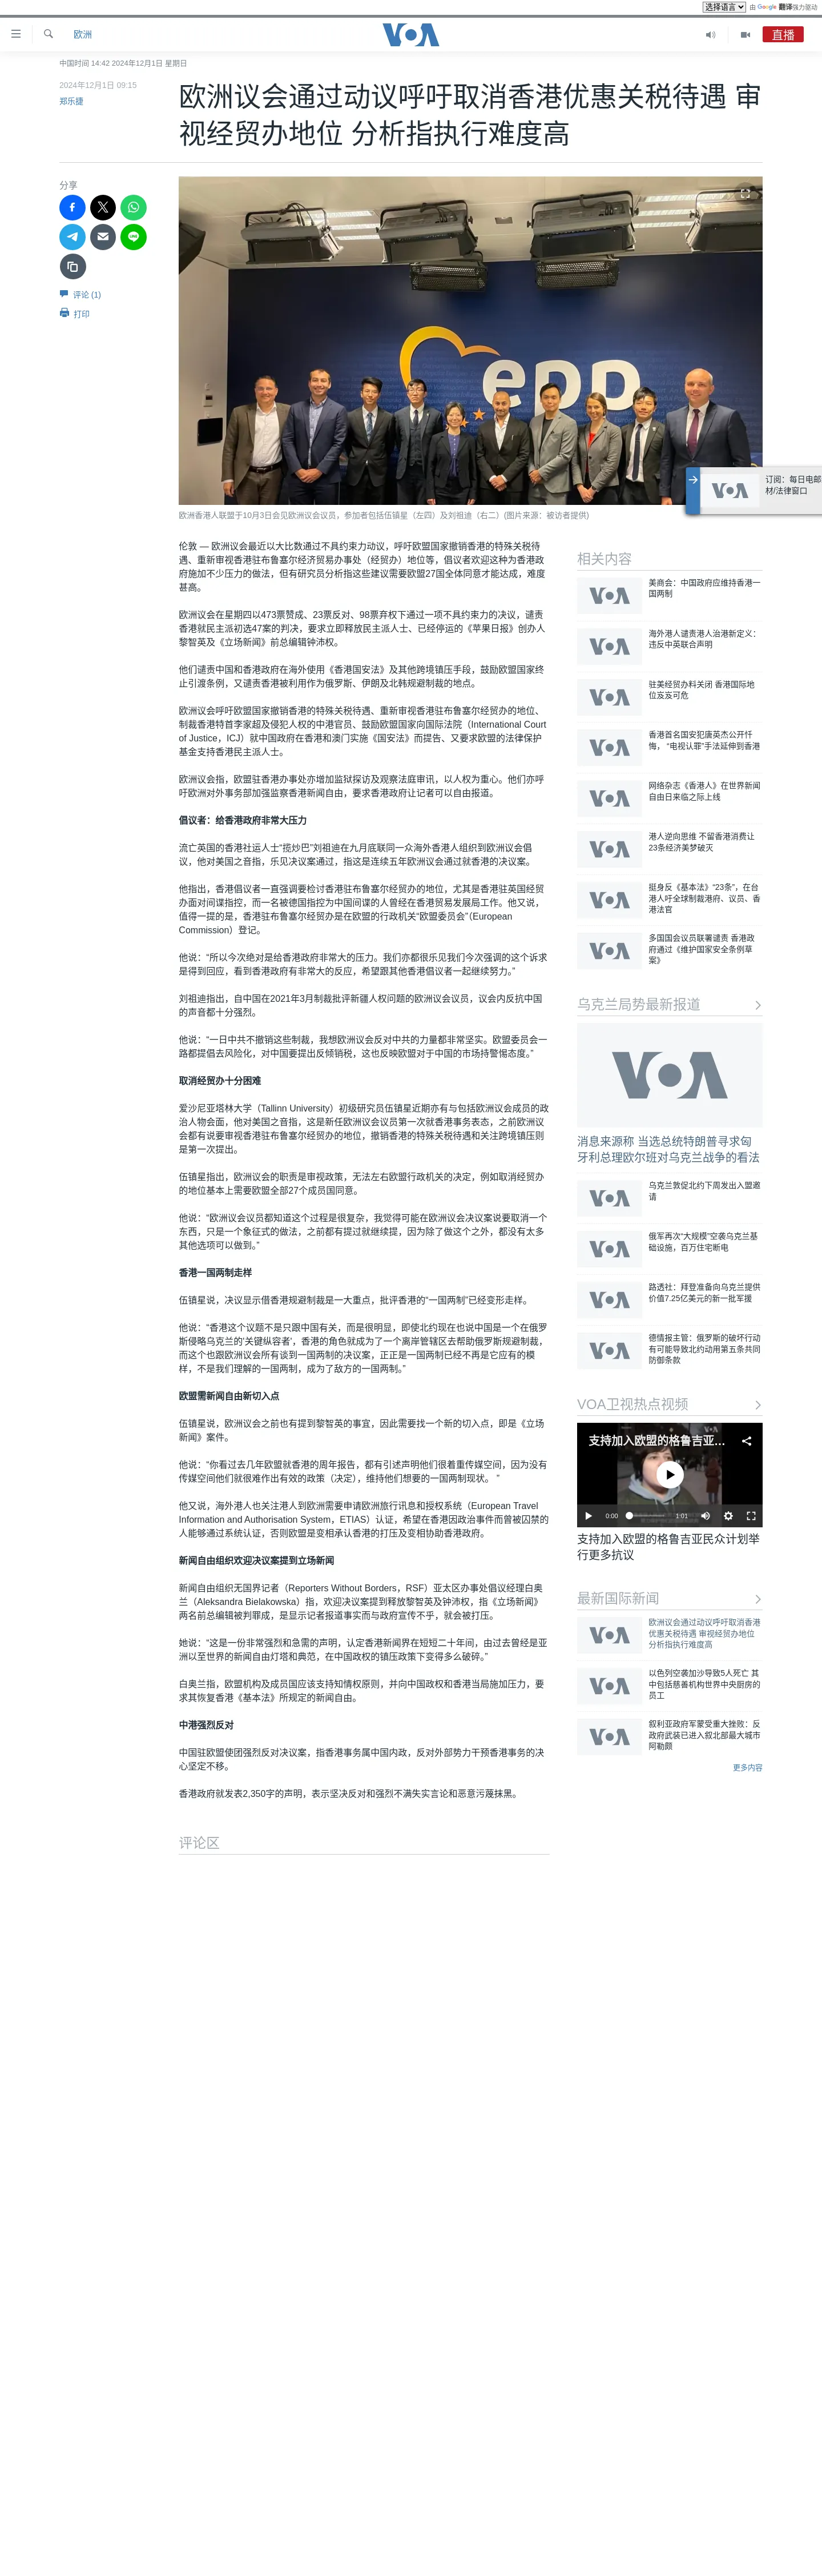 选择语言 由 Google 翻译强力驱动
欧洲
VOA
直播
中国时间 14:42 2024年12月1日 星期日
2024年12月1日 09:15
郑乐捷
欧洲议会通过动议呼吁取消香港优惠关税待遇 审
视经贸办地位 分析指执行难度高
分享
评论 (1)
打印
epp
订阅：每日电邮
材/法律窗口
VOA
欧洲香港人联盟于10月3日会见欧洲议会议员，参加者包括伍镇星（左四）及刘祖迪（右二）(图片来源：被访者提供)
伦敦 — 欧洲议会最近以大比数通过不具约束力动议，呼吁欧盟国家撤销香港的特殊关税待
遇、重新审视香港驻布鲁塞尔经济贸易办事处（经贸办）地位等，倡议者欢迎这种为香港政
府施加不少压力的做法，但有研究员分析指这些建议需要欧盟27国全体同意才能达成，难度
甚高。
欧洲议会在星期四以473票赞成、23票反对、98票弃权下通过一项不具约束力的决议，谴责
香港就民主派初选47案的判决，要求立即释放民主派人士、已经停运的《苹果日报》创办人
黎智英及《立场新闻》前总编辑钟沛权。
他们谴责中国和香港政府在海外使用《香港国安法》及其他跨境镇压手段，鼓励欧盟国家终
止引渡条例，又谴责香港被利用作为俄罗斯、伊朗及北韩规避制裁的地点。
欧洲议会呼吁欧盟国家撤销香港的特殊关税待遇、重新审视香港驻布鲁塞尔经贸办的地位、
制裁香港特首李家超及侵犯人权的中港官员、鼓励欧盟国家向国际法院（International Court
of Justice，ICJ）就中国政府在香港和澳门实施《国安法》而提告、又要求欧盟的法律保护
基金支持香港民主派人士。
欧洲议会指，欧盟驻香港办事处亦增加监狱探访及观察法庭审讯，以人权为重心。他们亦呼
吁欧洲对外事务部加强监察香港新闻自由，要求香港政府让记者可以自由报道。
倡议者：给香港政府非常大压力
流亡英国的香港社运人士“揽炒巴”刘祖迪在九月底联同一众海外香港人组织到欧洲议会倡
议，他对美国之音指，乐见决议案通过，指这是连续五年欧洲议会通过就香港的决议案。
他指出，香港倡议者一直强调要检讨香港驻布鲁塞尔经贸办的地位，尤其是香港驻英国经贸
办面对间谍指控，而一名被德国指控为中国间谍的人曾经在香港贸易发展局工作。他又说，
值得一提的是，香港驻布鲁塞尔经贸办是在欧盟的行政机关“欧盟委员会”（European
Commission）登记。
他说：“所以今次绝对是给香港政府非常大的压力。我们亦都很乐见我们今次强调的这个诉求
是得到回应，看到香港政府有非常大的反应，希望跟其他香港倡议者一起继续努力。”
刘祖迪指出，自中国在2021年3月制裁批评新疆人权问题的欧洲议会议员，议会内反抗中国
的声音都十分强烈。
他说：“一日中共不撤销这些制裁，我想欧洲议会反对中共的力量都非常坚实。欧盟委员会一
路都提倡去风险化，对中国要提出反倾销税，这也反映欧盟对于中国的市场持警惕态度。”
取消经贸办十分困难
爱沙尼亚塔林大学（Tallinn University）初级研究员伍镇星近期亦有与包括欧洲议会成员的政
治人物会面，他对美国之音指，这是新任欧洲议会议员第一次就香港事务表态，之前欧洲议
会都有说要审视香港驻布鲁塞尔经贸办的地位，撤销香港的特殊关税待遇和关注跨境镇压则
是第一次提出。
伍镇星指出，欧洲议会的职责是审视政策，无法左右欧盟行政机关的决定，例如取消经贸办
的地位基本上需要欧盟全部27个成员国同意。
他说：“欧洲议会议员都知道这个过程是很复杂，我觉得可能在欧洲议会决议案说要取消一个
东西，只是一个象征式的做法，之前都有提过就继续提，因为除了做这个之外，都没有太多
其他选项可以做到。”
香港一国两制走样
伍镇星说，决议显示借香港规避制裁是一大重点，批评香港的“一国两制”已经变形走样。
他说：“香港这个议题不是只跟中国有关，而是很明显，即使北约现在也说中国是一个在俄罗
斯侵略乌克兰的‘关键纵容者’，香港的角色就成为了一个离岸管辖区去帮助俄罗斯规避制裁，
而这个也跟欧洲议会所有谈到一国两制的决议案，正正是一国两制已经不再是它应有的模
样，不是我们理解的一国两制，成为了敌方的一国两制。”
欧盟需新闻自由新切入点
伍镇星说，欧洲议会之前也有提到黎智英的事宜，因此需要找一个新的切入点，即是《立场
新闻》案件。
他说：“你看过去几年欧盟就香港的周年报告，都有引述声明他们很着重传媒空间，因为没有
传媒空间他们就很难作出有效的政策（决定），维持他们想要的一国两制现状。 ”
他又说，海外港人也关注港人到欧洲需要申请欧洲旅行讯息和授权系统（European Travel
Information and Authorisation System，ETIAS）认证，希望在香港因政治事件而曾被囚禁的
人能够通过系统认证，否则欧盟是变相承认香港的打压及变相协助香港政府。
新闻自由组织欢迎决议案提到立场新闻
新闻自由组织无国界记者（Reporters Without Borders，RSF）亚太区办事处倡议经理白奥
兰（Aleksandra Bielakowska）指，欢迎决议案提到释放黎智英及钟沛权，指《立场新闻》
两名前总编辑被判罪成，是显示记者报道事实而与政府宣传不乎，就会被打压。
她说：“这是一份非常强烈和急需的声明，认定香港新闻界在短短二十年间，由过去曾经是亚
洲以至世界的新闻自由灯塔和典范，在中国政权的镇压政策下变得多么破碎。”
白奥兰指，欧盟机构及成员国应该支持知情权原则，并向中国政权和香港当局施加压力，要
求其恢复香港《基本法》所规定的新闻自由。
中港强烈反对
中国驻欧盟使团强烈反对决议案，指香港事务属中国内政，反对外部势力干预香港事务的决
心坚定不移。
香港政府就发表2,350字的声明，表示坚决反对和强烈不满失实言论和恶意污蔑抹黑。
评论区
相关内容
VOA
美商会：中国政府应维持香港一
国两制
VOA
海外港人谴责港人治港新定义：
违反中英联合声明
VOA
驻美经贸办料关闭 香港国际地
位岌岌可危
VOA
香港首名国安犯唐英杰公开忏
悔， “电视认罪”手法延伸到香港
VOA
网络杂志《香港人》在世界新闻
自由日来临之际上线
VOA
港人逆向思维 不留香港消费让
23条经济美梦破灭
VOA
挺身反《基本法》“23条”，在台
港人吁全球制裁港府、议员、香
港法官
VOA
多国国会议员联署谴责 香港政
府通过《维护国家安全条例草
案》
乌克兰局势最新报道
VOA
消息来源称 当选总统特朗普寻求匈
牙利总理欧尔班对乌克兰战争的看法
VOA
乌克兰敦促北约下周发出入盟邀
请
VOA
俄军再次“大规模”空袭乌克兰基
础设施，百万住宅断电
VOA
路透社：拜登准备向乌克兰提供
价值7.25亿美元的新一批军援
VOA
德情报主管：俄罗斯的破坏行动
有可能导致北约动用第五条共同
防御条款
VOA卫视热点视频
支持加入欧盟的格鲁吉亚…
VOA
0:00
1:01
支持加入欧盟的格鲁吉亚民众计划举
行更多抗议
最新国际新闻
VOA
欧洲议会通过动议呼吁取消香港
优惠关税待遇 审视经贸办地位
分析指执行难度高
VOA
以色列空袭加沙导致5人死亡 其
中包括慈善机构世界中央厨房的
员工
VOA
叙利亚政府军蒙受重大挫败：反
政府武装已进入叙北部最大城市
阿勒颇
更多内容